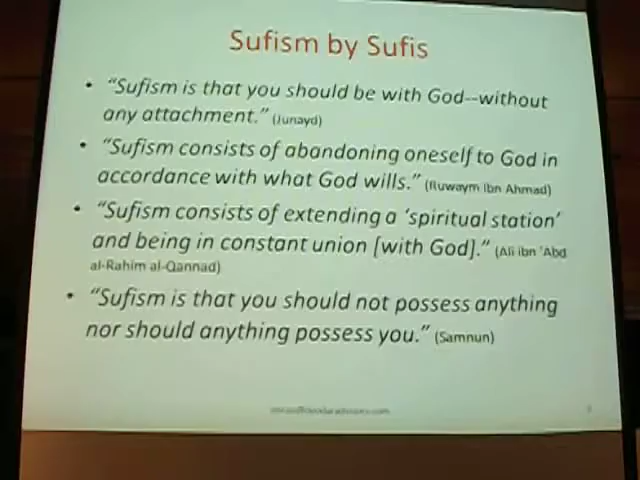 Sufism by Sufis
• “Sufism is that you should be with God--without
any attachment.” (Junayd)
• “Sufism consists of abandoning oneself to God in
accordance with what God wills.” (Ruwaym ibn Ahmad)
• “Sufism consists of extending a ‘spiritual station’
and being in constant union [with God].” (Ali ibn ‘Abd
al-Rahim al-Qannad)
• “Sufism is that you should not possess anything
nor should anything possess you.” (Samnun)